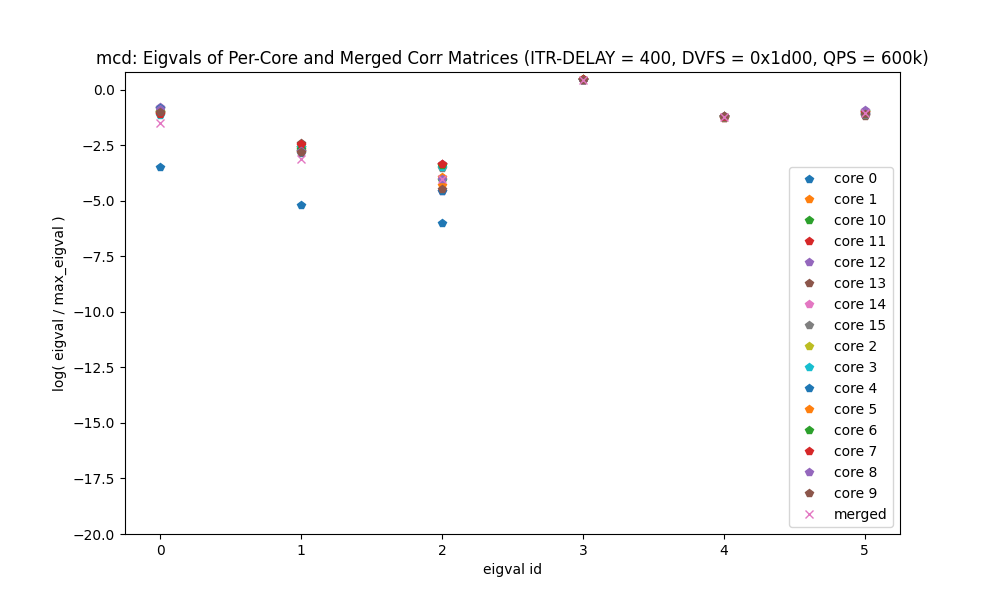 mcd: Eigvals of Per-Core and Merged Corr Matrices (ITR-DELAY = 400, DVFS = 0x1d00, QPS = 600k)
log( eigval / max_eigval )
0.0
−2.5
−5.0
−7.5
−10.0
−12.5
−15.0
−17.5
−20.0
core 0
core 1
core 10
core 11
core 12
core 13
core 14
core 15
core 2
core 3
core 4
core 5
core 6
core 7
core 8
core 9
merged
0 1 2 3 4 5
eigval id